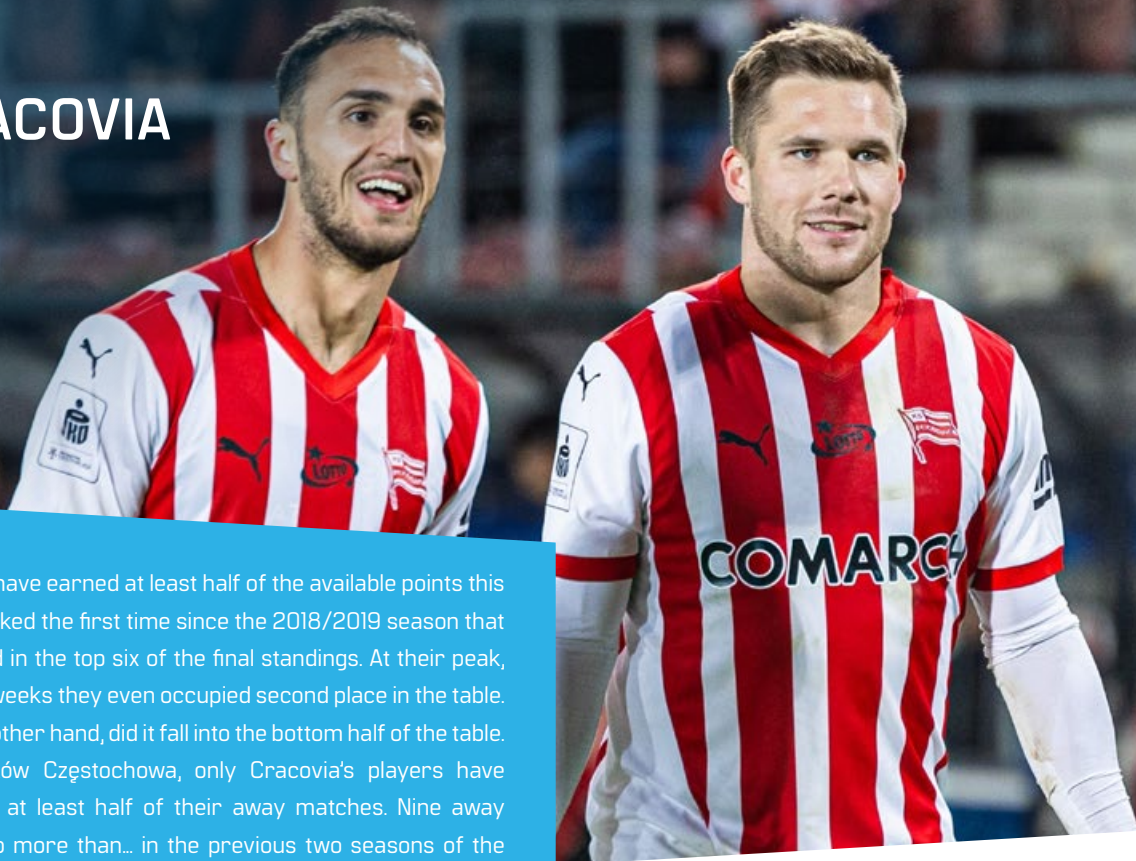 ACOVIA
LOTTO
LOTTO
COMARCH
have earned at least half of the available points this
ked the first time since the 2018/2019 season that
in the top six of the final standings. At their peak,
weeks they even occupied second place in the table.
other hand, did it fall into the bottom half of the table.
ów Częstochowa, only Cracovia's players have
at least half of their away matches. Nine away
more than... in the previous two seasons of the